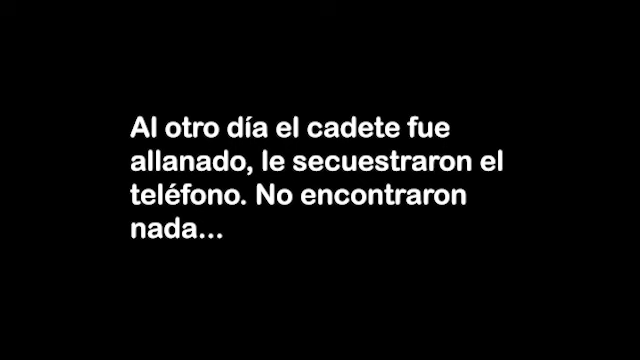 Al otro día el cadete fue
allanado, le secuestraron el
teléfono. No encontraron
nada...